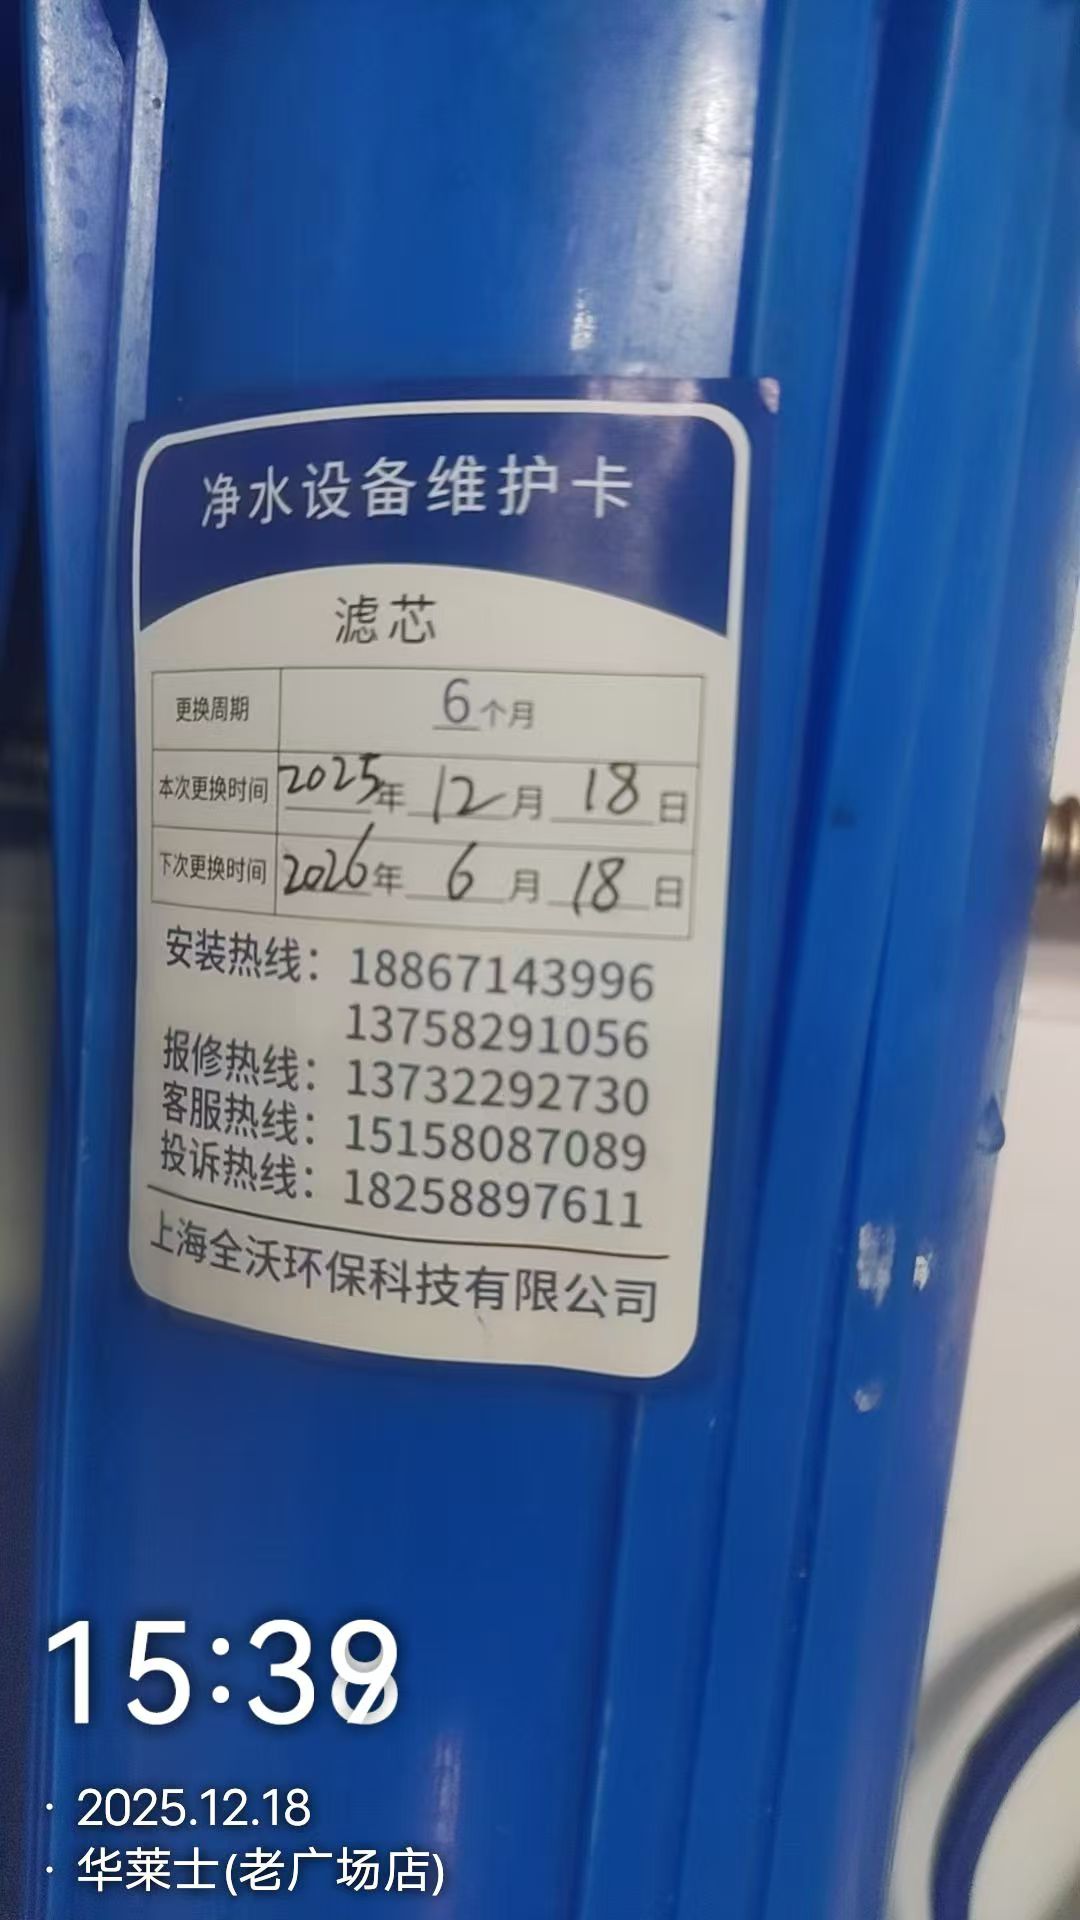 净水设备维护卡
滤芯
更换周期 6个月
本次更换时间 2025年12月18日
下次更换时间 2026年6月18日
安装热线：18867143996
13758291056
报修热线：13732292730
客服热线：15158087089
投诉热线：18258897611
上海全沃环保科技有限公司
15:3
· 2025.12.18
· 华莱士(老广场店)